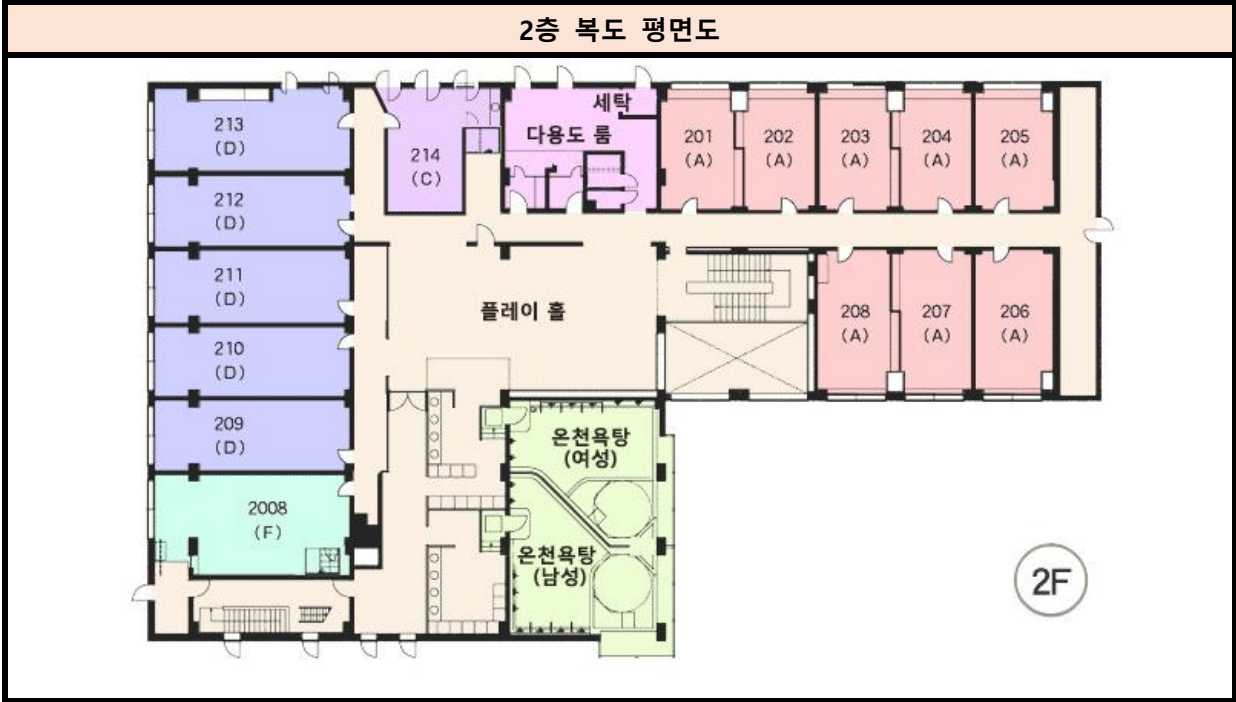 2층 복도 평면도
213
(D)
212
(D)
211
(D)
210
(D)
209
(D)
2008
(F)
214
(C)
세탁
다용도 룸
201
(A)
202
(A)
203
(A)
204
(A)
205
(A)
플레이 홀
208
(A)
207
(A)
206
(A)
온천욕탕
(여성)
온천욕탕
(남성)
2F